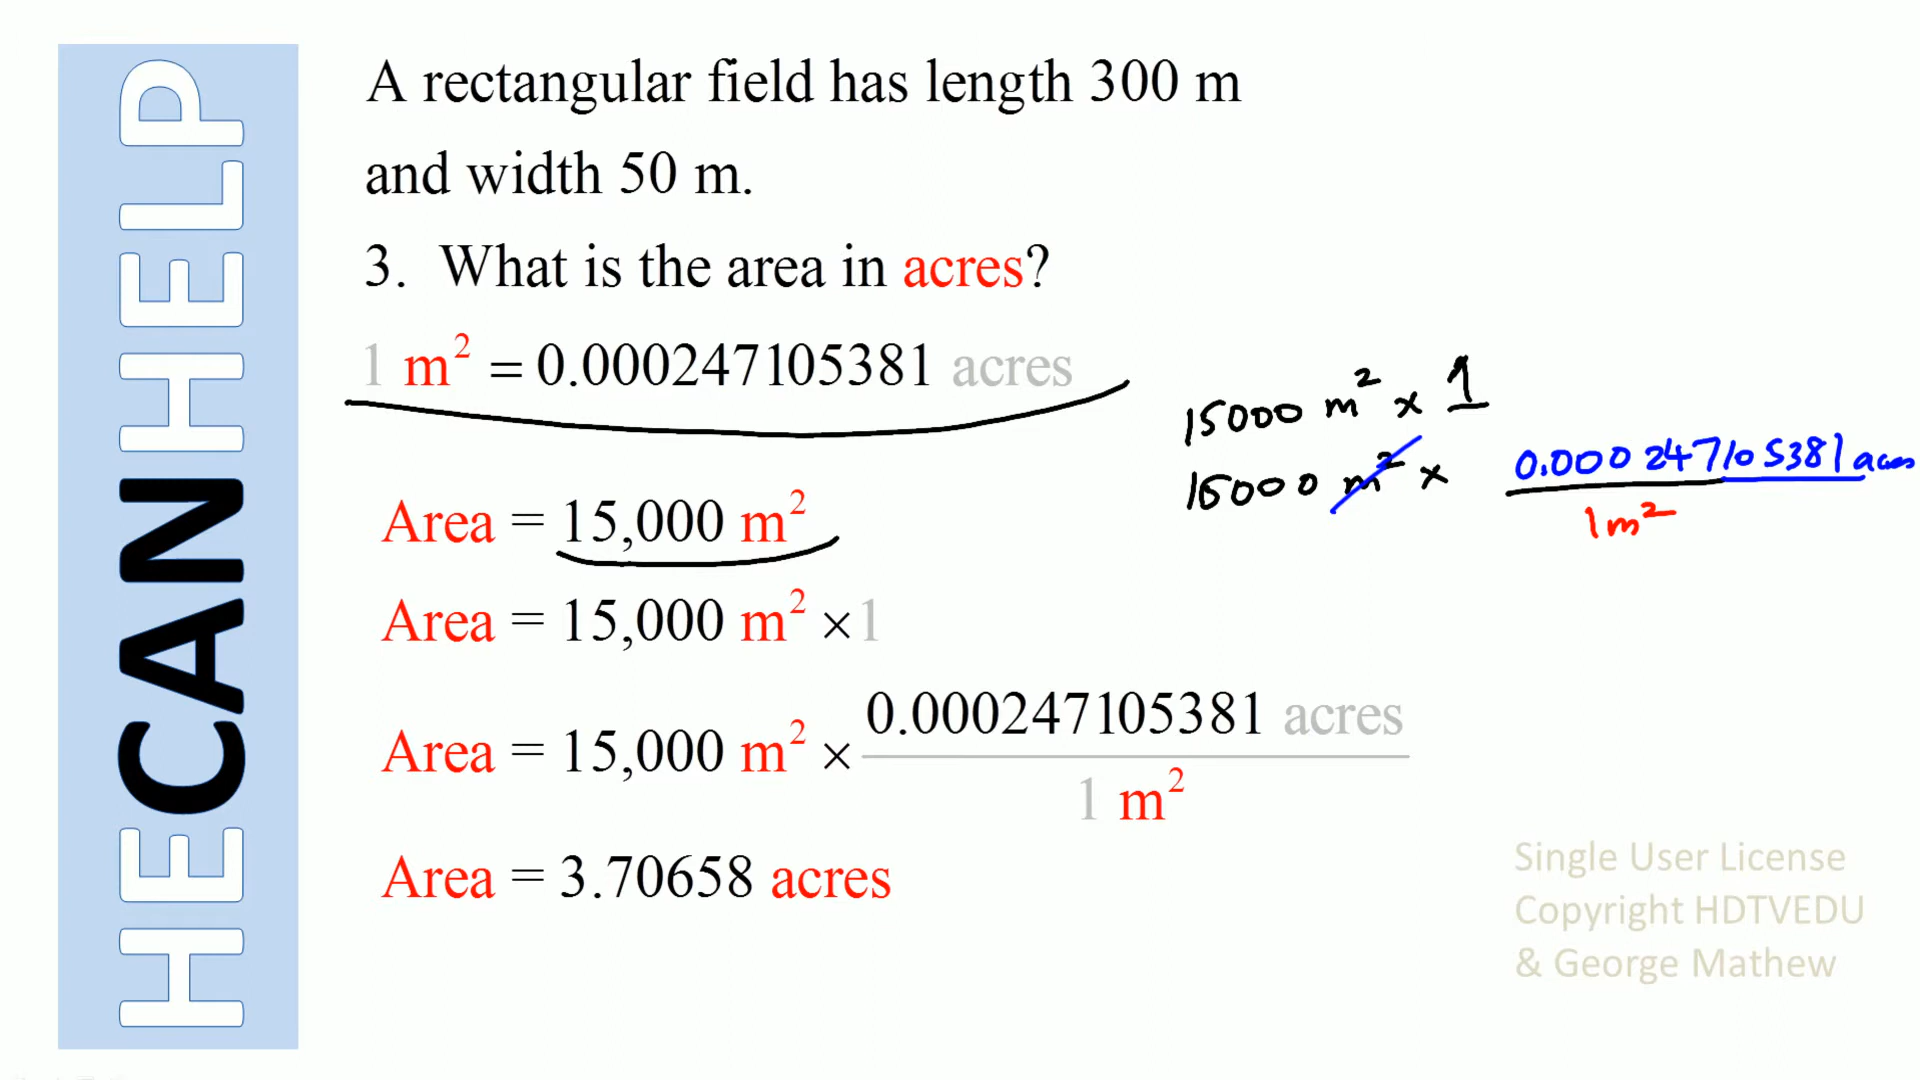 HECANHELP
A rectangular field has length 300 m
and width 50 m.
3. What is the area in acres?
1 m² = 0.000247105381 acres
Area = 15,000 m²
Area = 15,000 m² ×1
Area = 15,000 m² × 0.000247105381 acres
1 m²
Area = 3.70658 acres
15000 m² × 1
15000 m² × 0.000247105381 acres
1m²
Single User License
Copyright HDTVEDU
& George Mathew